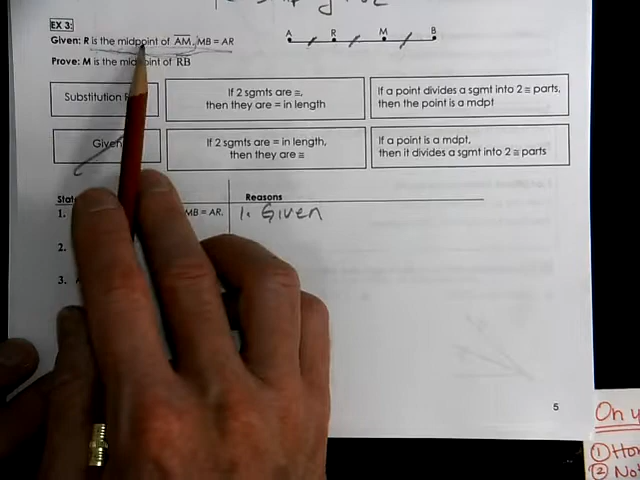 EX 3:
Given: R is the midpoint of AM, MB = AR
A R M B
Prove: M is the midpoint of RB
Substitution
If 2 sgmts are ≅,
then they are = in length
If a point divides a sgmt into 2 ≅ parts,
then the point is a mdpt
Given
If 2 sgmts are = in length,
then they are ≅
If a point is a mdpt,
then it divides a sgmt into 2 ≅ parts
Reasons
1. MB = AR. 1. Given
2.
3.
5
On
① Ho
② No